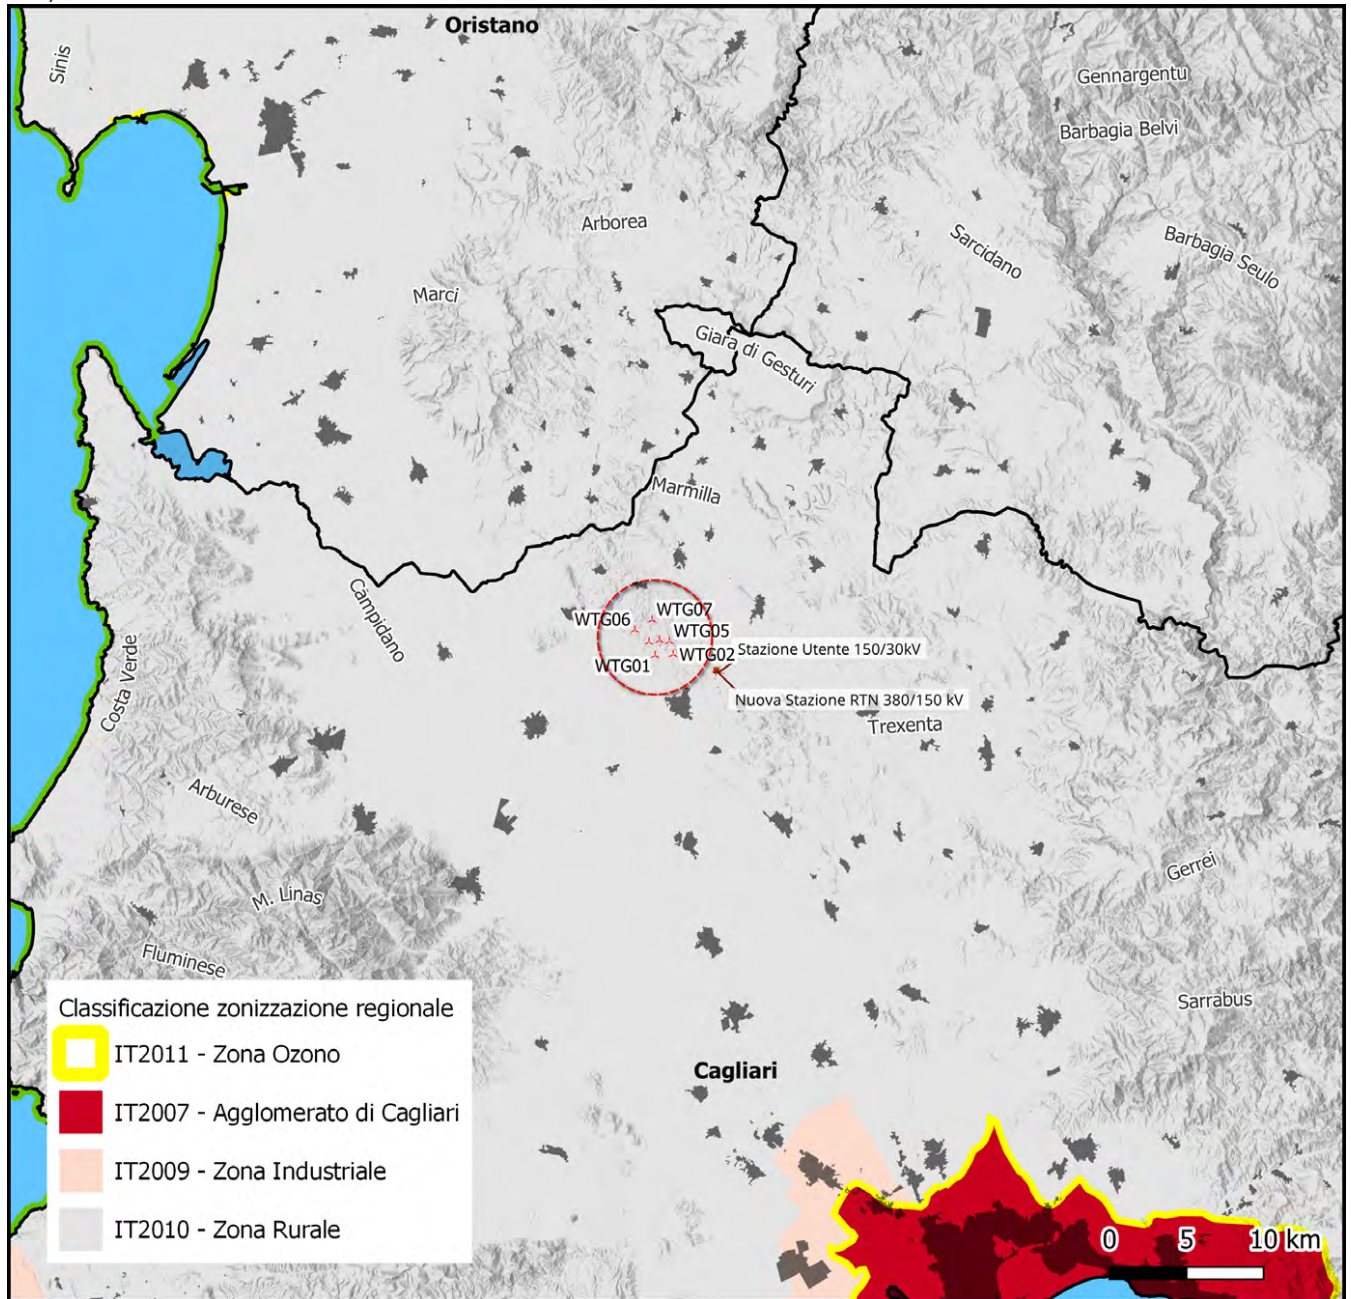 Oristano
Sinis
Gennargentu
Barbagia Belvi
Arborea
Sarcidano
Barbagia Seulo
Marci
Giara di Gesturi
Marmilla
Campidano
WTG07
WTG06
WTG05
WTG02
Stazione Utente 150/30kV
WTG01
Costa Verde
Nuova Stazione RTN 380/150 kV
Trexenta
Arburese
Gerrei
M. Linas
Fluminese
Sarrabus
Classificazione zonizzazione regionale
IT2011 - Zona Ozono
Cagliari
IT2007 - Agglomerato di Cagliari
IT2009 - Zona Industriale
IT2010 - Zona Rurale
0 5 10 km